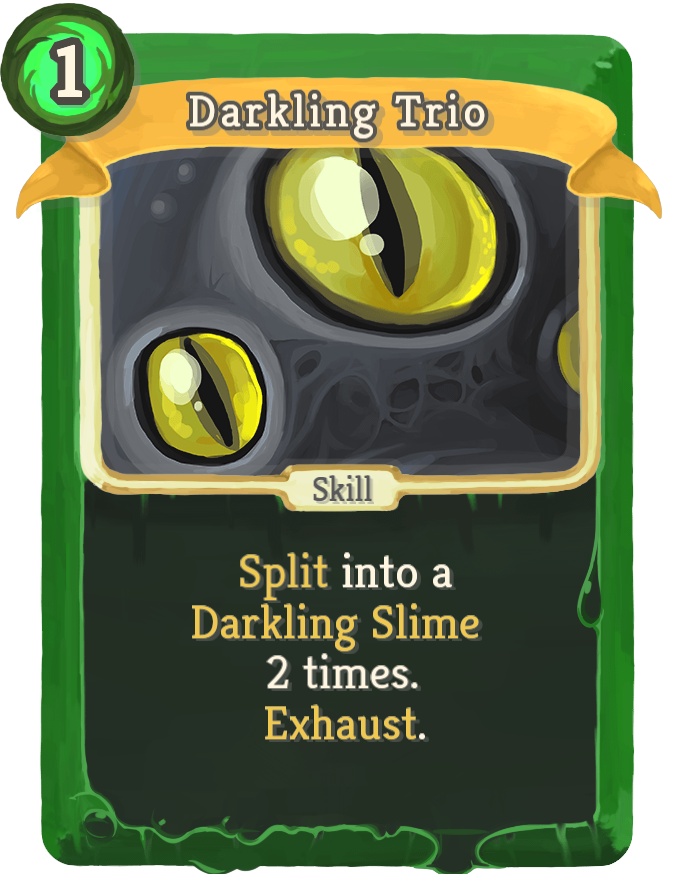 1
Darkling Trio
Skill
Split into a
Darkling Slime
2 times.
Exhaust.